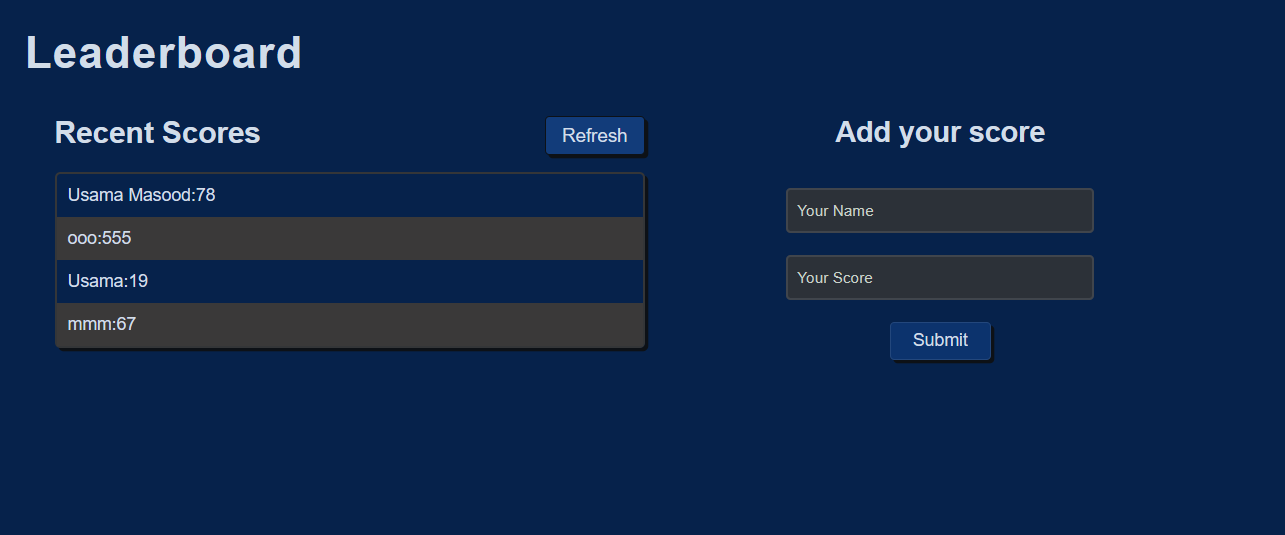 Leaderboard
Recent Scores
Refresh
Usama Masood:78
ooo:555
Usama:19
mmm:67
Add your score
Your Name
Your Score
Submit